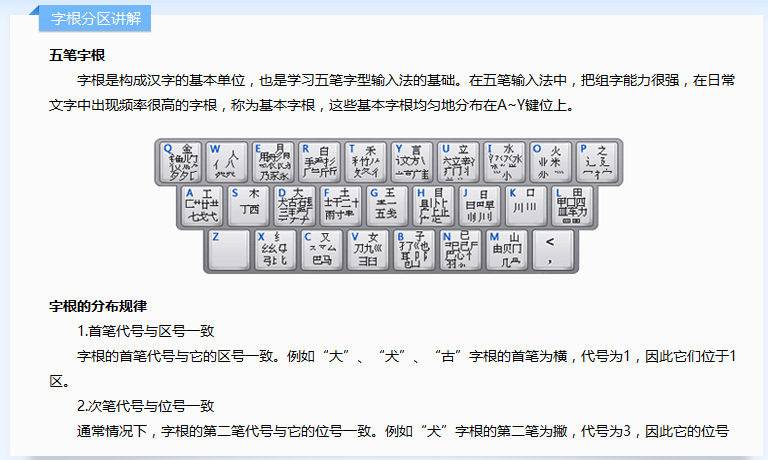 字根分区讲解
五笔字根
字根是构成汉字的基本单位，也是学习五笔字型输入法的基础。在五笔输入法中，把组字能力很强，在日常
文字中出现频率很高的字根，称为基本字根，这些基本字根均匀地分布在A~Y键位上。
Q 金 W 人 E 月 R 白 T 禾 Y 言 U 立 I 水 O 火 P 之
A 工 S 木 D 大 F 土 G 王 H 目 J 日 K 口 L 田
丁西 川
Z X 纟 C 又 V 女 B 子 N 已 M 山 <
巴马 ,
字根的分布规律
1.首笔代号与区号一致
字根的首笔代号与它的区号一致。例如“大”、“犬”、“古”字根的首笔为横，代号为1，因此它们位于1
区。
2.次笔代号与位号一致
通常情况下，字根的第二笔代号与它的位号一致。例如“犬”字根的第二笔为撇，代号为3，因此它的位号